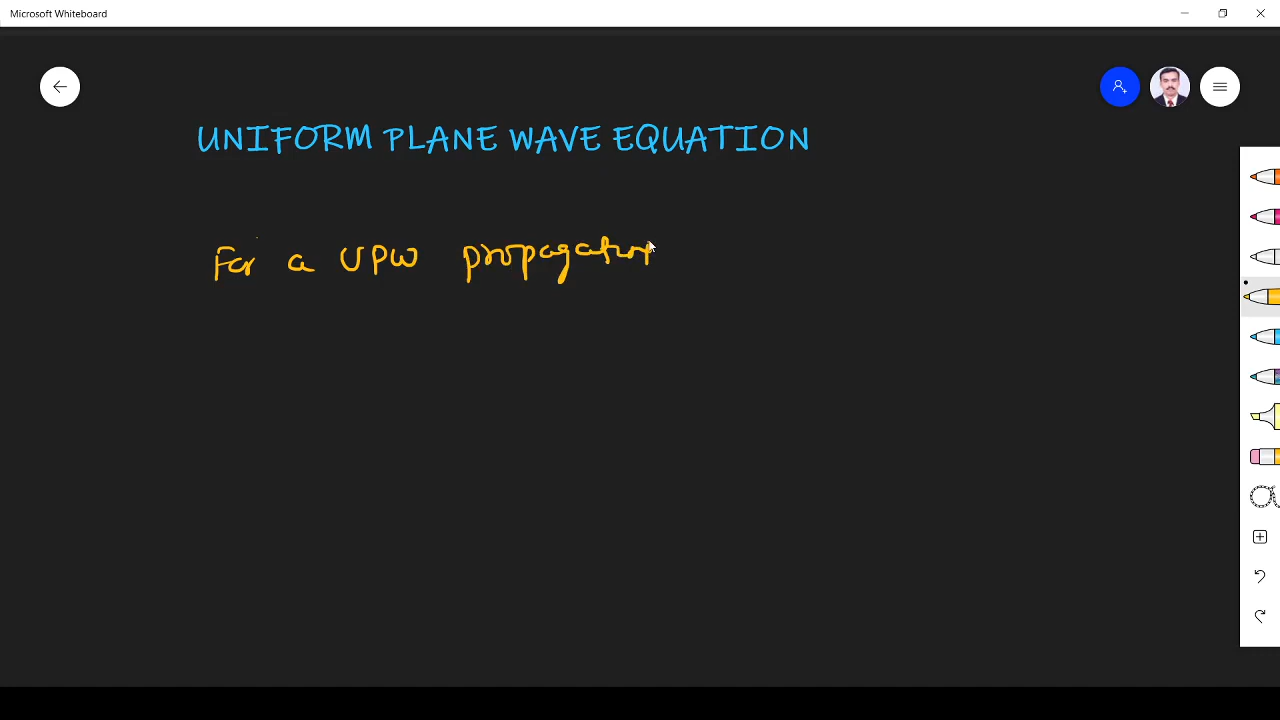 Microsoft Whiteboard
UNIFORM PLANE WAVE EQUATION
For a UPW propagation